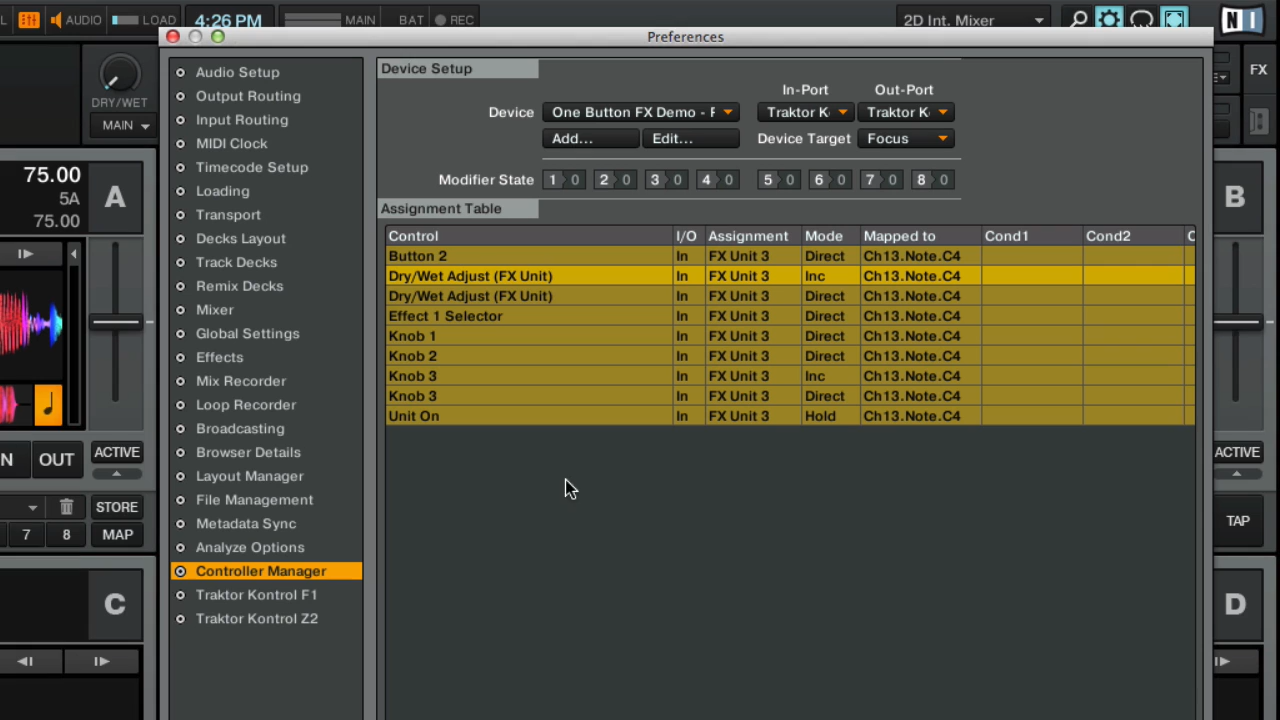 L AUDIO LOAD 4:26 PM MAIN BAT REC 2D Int. Mixer NI
Preferences
DRY/WET
MAIN
75.00
5A
75.00
A
OUT
ACTIVE
STORE
7 8 MAP
C
Audio Setup
Output Routing
Input Routing
MIDI Clock
Timecode Setup
Loading
Transport
Decks Layout
Track Decks
Remix Decks
Mixer
Global Settings
Effects
Mix Recorder
Loop Recorder
Broadcasting
Browser Details
Layout Manager
File Management
Metadata Sync
Analyze Options
Controller Manager
Traktor Kontrol F1
Traktor Kontrol Z2
Device Setup
In-Port Out-Port
Device One Button FX Demo - F Traktor K Traktor K
Add... Edit... Device Target Focus
Modifier State 1 0 2 0 3 0 4 0 5 0 6 0 7 0 8 0
Assignment Table
Control I/O Assignment Mode Mapped to Cond1 Cond2 C
Button 2 In FX Unit 3 Direct Ch13.Note.C4
Dry/Wet Adjust (FX Unit) In FX Unit 3 Inc Ch13.Note.C4
Dry/Wet Adjust (FX Unit) In FX Unit 3 Direct Ch13.Note.C4
Effect 1 Selector In FX Unit 3 Direct Ch13.Note.C4
Knob 1 In FX Unit 3 Direct Ch13.Note.C4
Knob 2 In FX Unit 3 Direct Ch13.Note.C4
Knob 3 In FX Unit 3 Inc Ch13.Note.C4
Knob 3 In FX Unit 3 Direct Ch13.Note.C4
Unit On In FX Unit 3 Hold Ch13.Note.C4
FX
B
ACTIVE
TAP
D